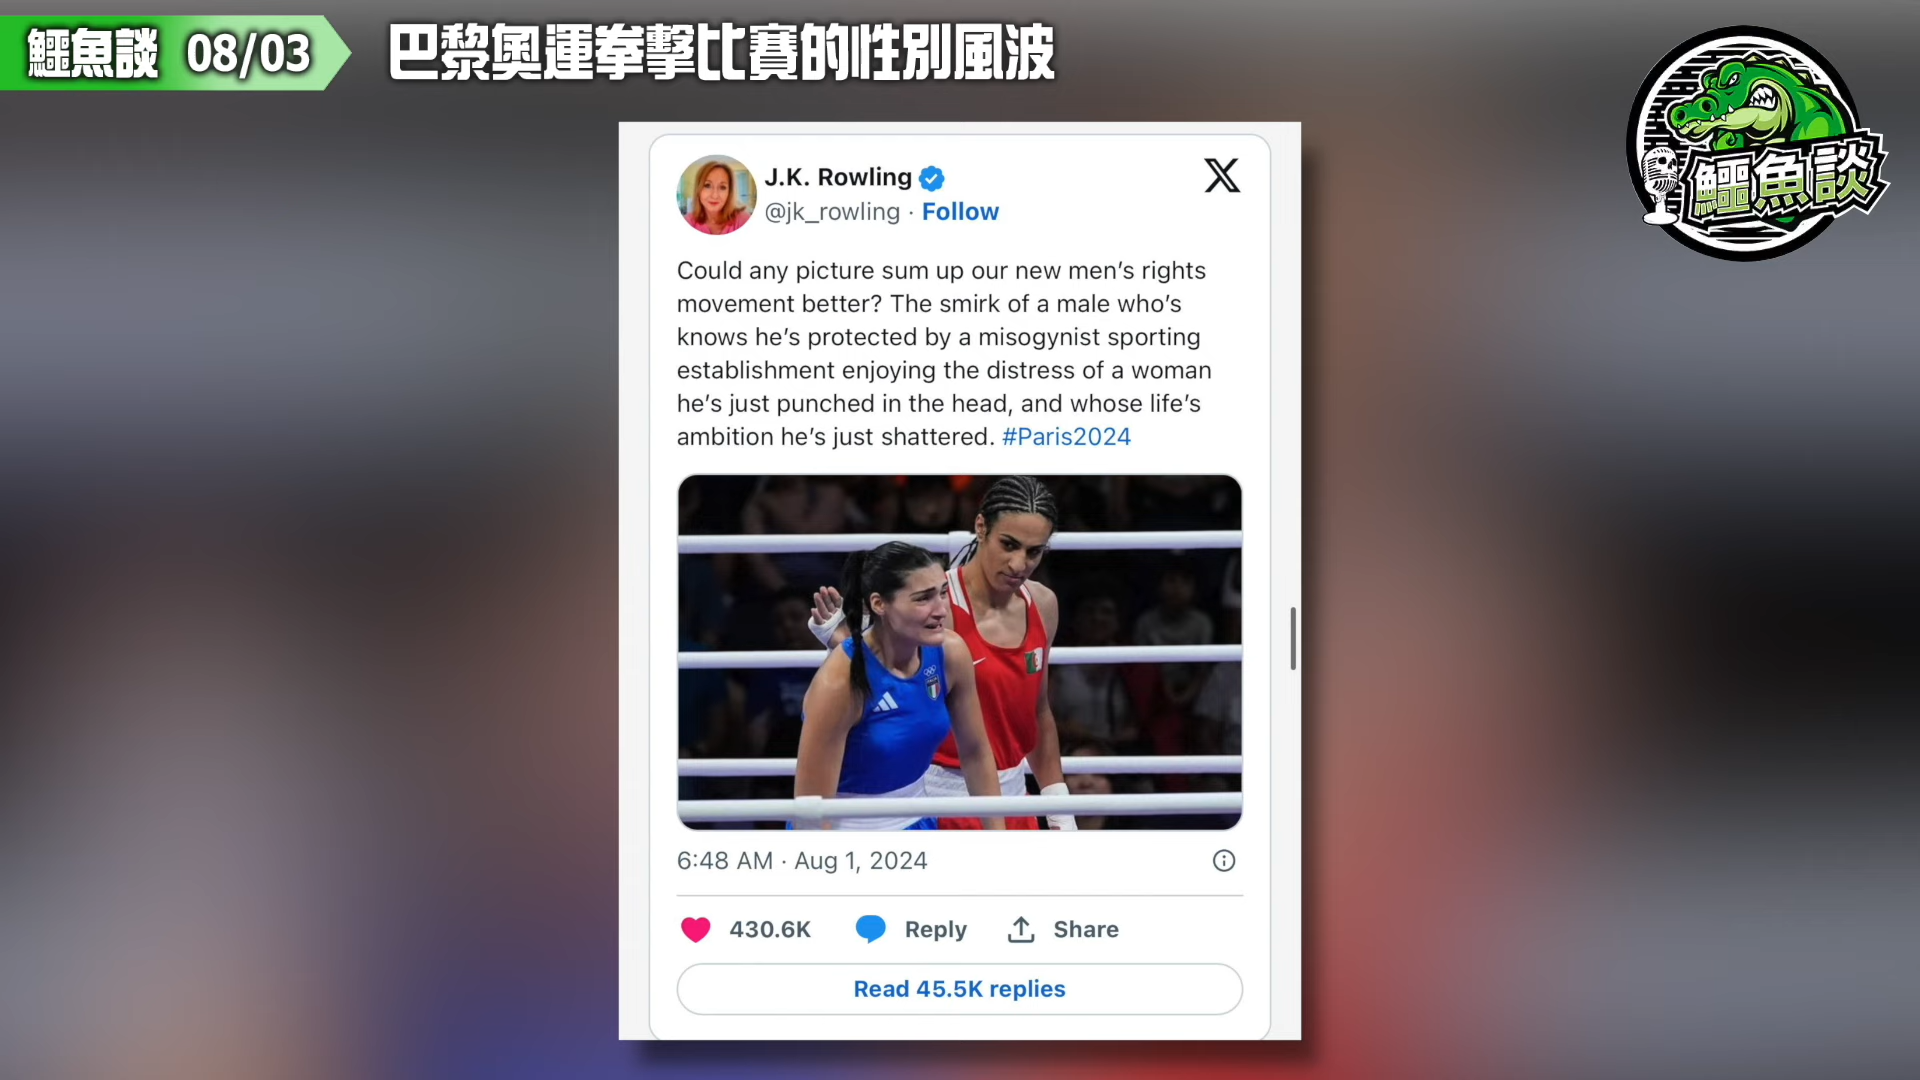 鱷魚談 08/03
巴黎奧運拳擊比賽的性別風波
鱷魚談
J.K. Rowling
@jk_rowling · Follow
Could any picture sum up our new men’s rights
movement better? The smirk of a male who’s
knows he’s protected by a misogynist sporting
establishment enjoying the distress of a woman
he’s just punched in the head, and whose life’s
ambition he’s just shattered. #Paris2024
6:48 AM · Aug 1, 2024
430.6K Reply Share
Read 45.5K replies